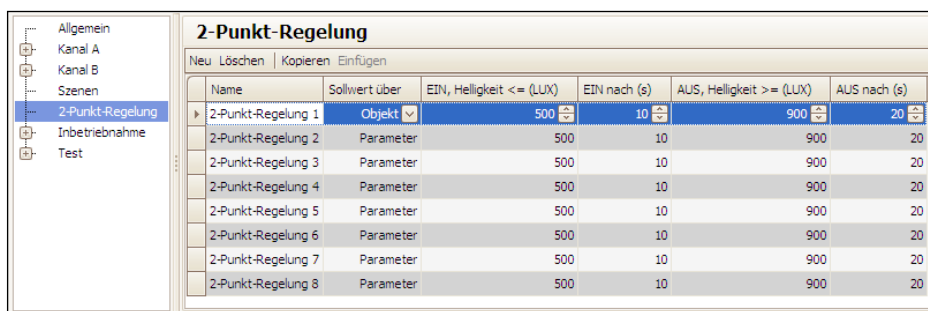 Allgemein
Kanal A
Kanal B
Szenen
2-Punkt-Regelung
Inbetriebnahme
Test
2-Punkt-Regelung
Neu Löschen Kopieren Einfügen
Name Sollwert über EIN, Helligkeit <= (LUX) EIN nach (s) AUS, Helligkeit >= (LUX) AUS nach (s)
2-Punkt-Regelung 1 Objekt 500 10 900 20
2-Punkt-Regelung 2 Parameter 500 10 900 20
2-Punkt-Regelung 3 Parameter 500 10 900 20
2-Punkt-Regelung 4 Parameter 500 10 900 20
2-Punkt-Regelung 5 Parameter 500 10 900 20
2-Punkt-Regelung 6 Parameter 500 10 900 20
2-Punkt-Regelung 7 Parameter 500 10 900 20
2-Punkt-Regelung 8 Parameter 500 10 900 20